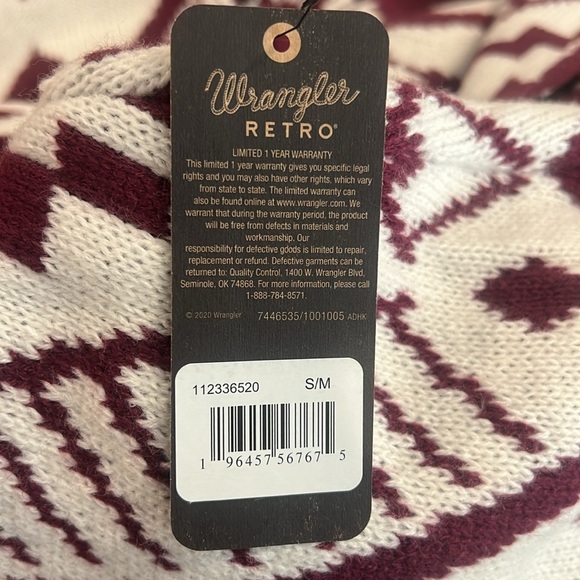 Wrangler
RETRO®
LIMITED 1 YEAR WARRANTY
This limited 1 year warranty gives you specific legal
rights and you may also have other rights, which vary
from state to state. The limited warranty can
also be found online at www.wrangler.com. We
warrant that during the warranty period, the product
will be free from defects in materials and
workmanship. Our
responsibility for defective goods is limited to repair,
replacement or refund. Defective garments can be
returned to: Quality Control, 1400 W. Wrangler Blvd,
Seminole, OK 74868. For more information, please call
1-888-784-8571.
© 2020 Wrangler 7446535/1001005 ADHK
112336520 S/M
1 96457 56767 5